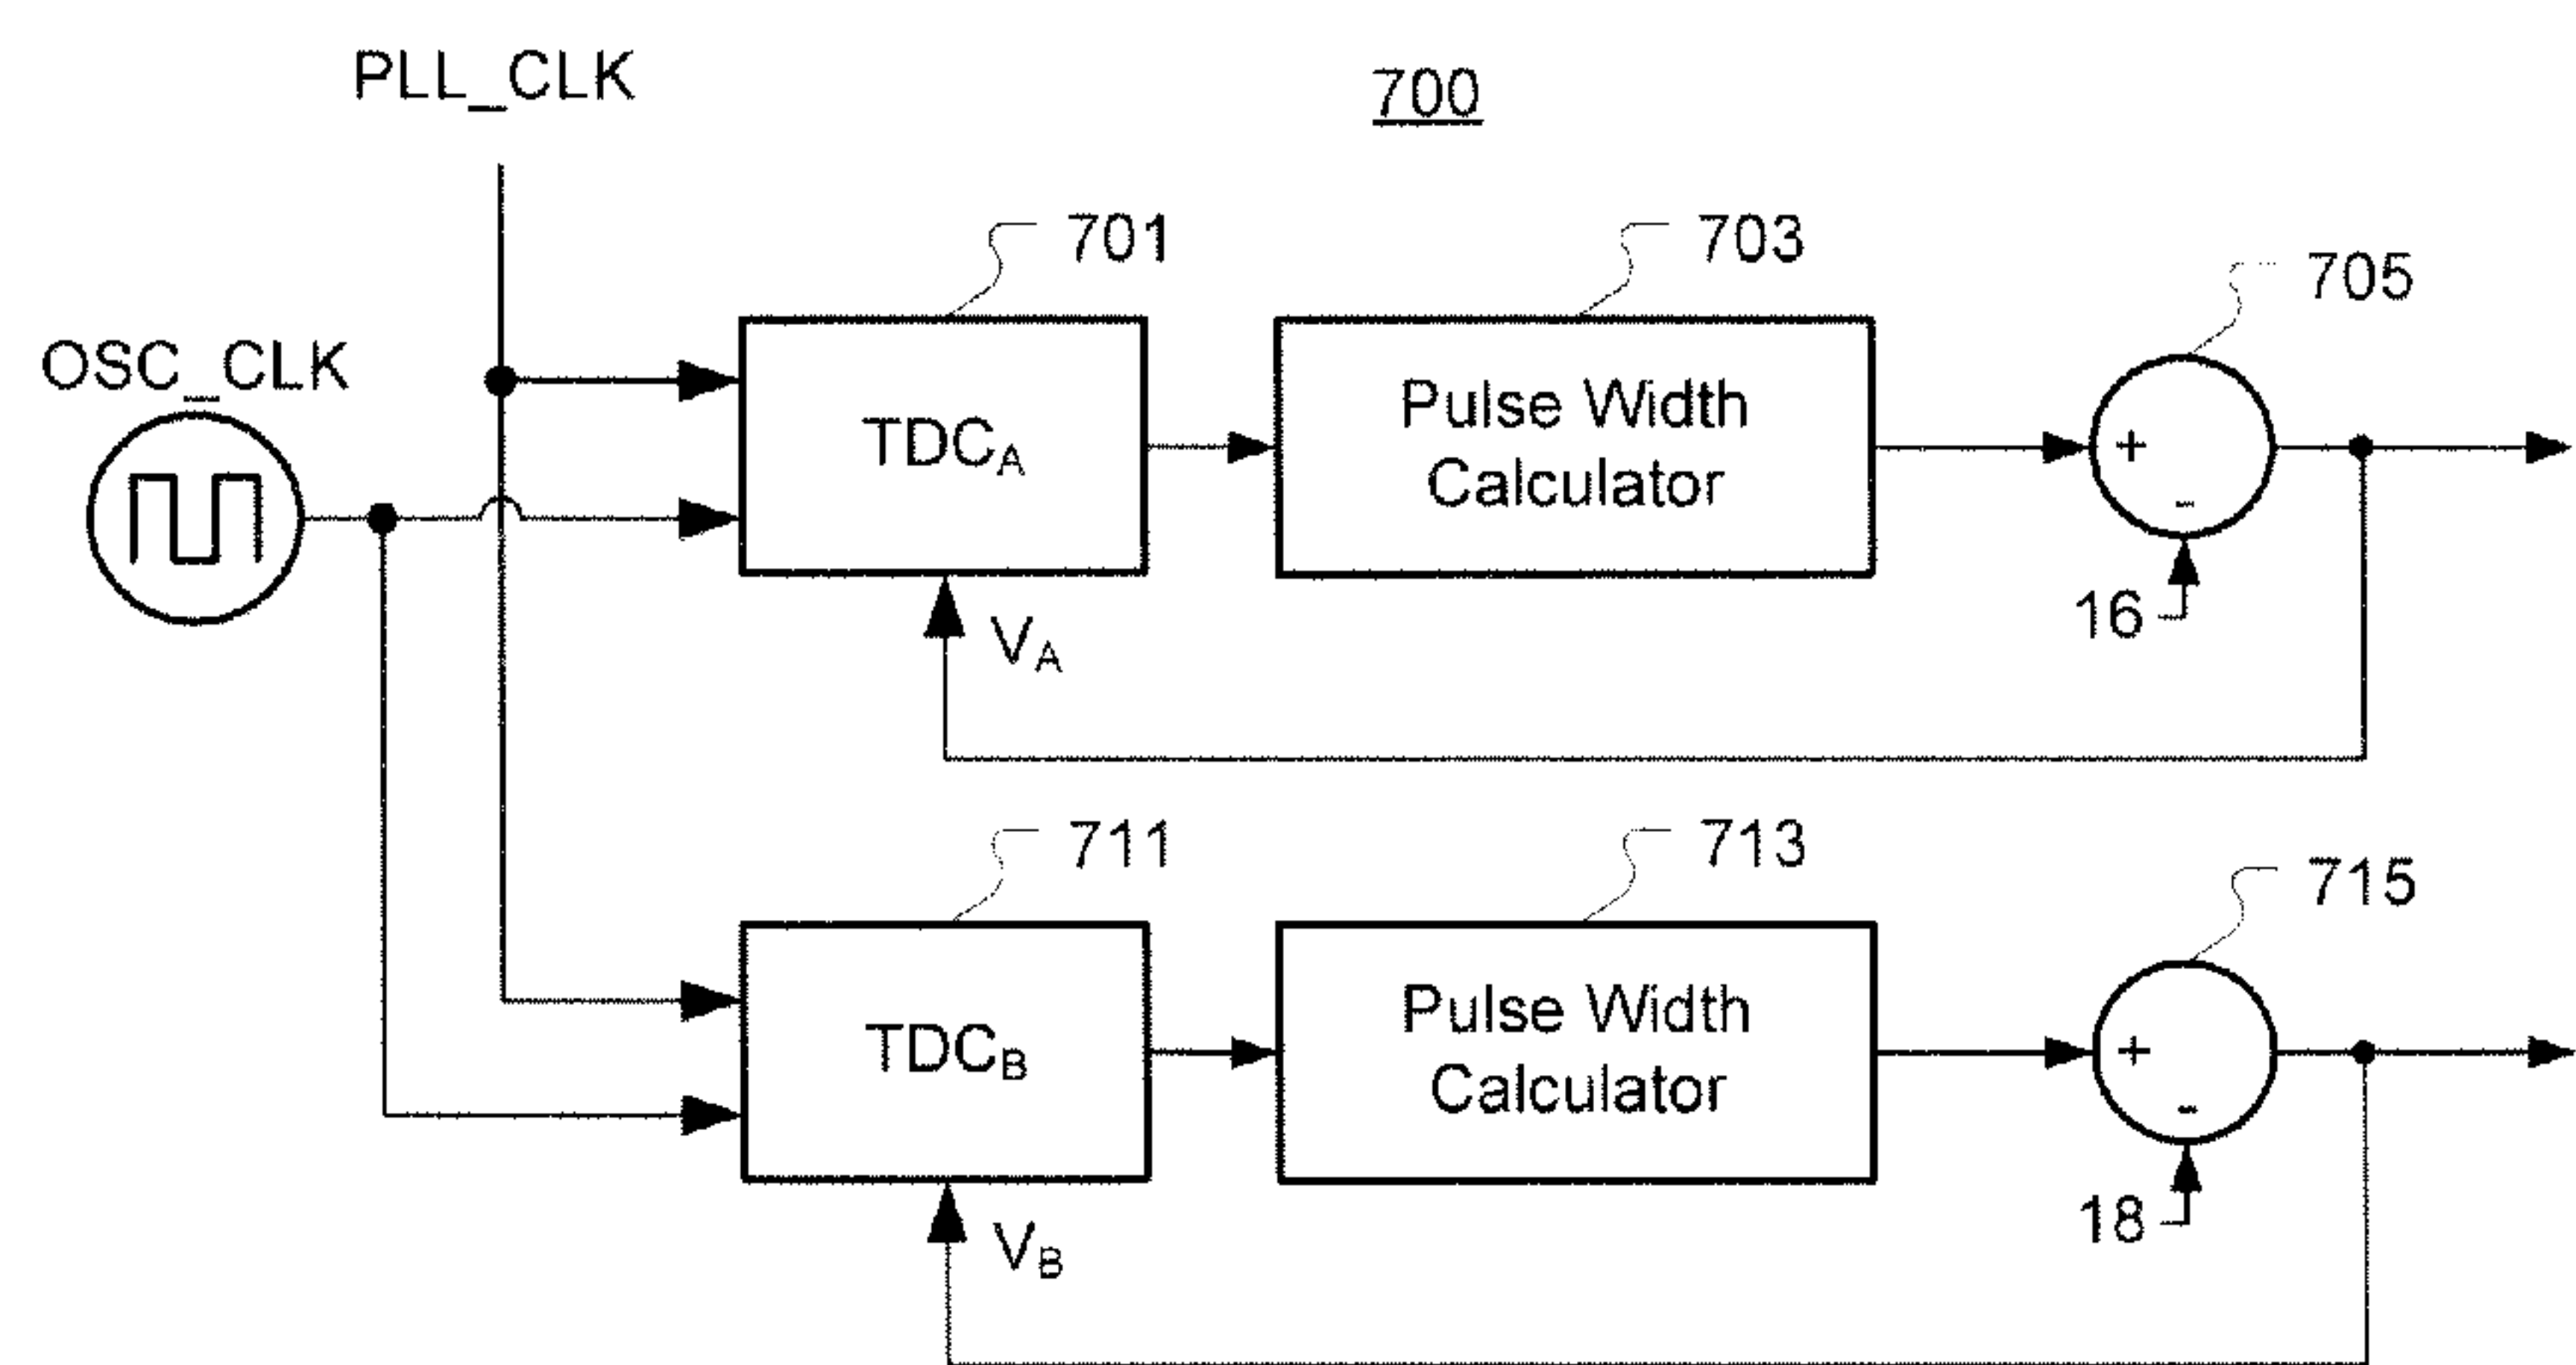 PLL_CLK
700
OSC_CLK
701
703
705
TDCA
Pulse Width
Calculator
+
-
16
VA
711
713
715
TDCB
Pulse Width
Calculator
+
-
18
VB